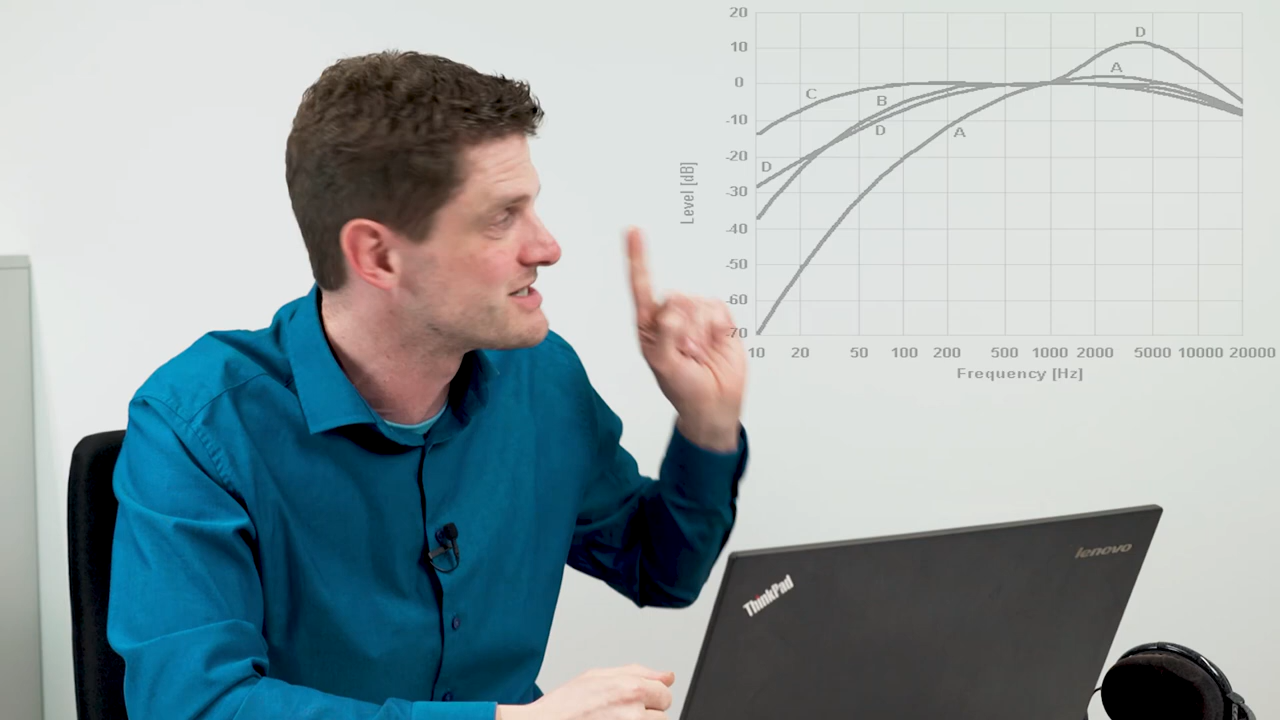 20
10
0
-10
-20
-30
-40
-50
-60
-70
Level [dB]
D
A
C
B
D
A
D
10 20 50 100 200 500 1000 2000 5000 10000 20000
Frequency [Hz]
lenovo
ThinkPad